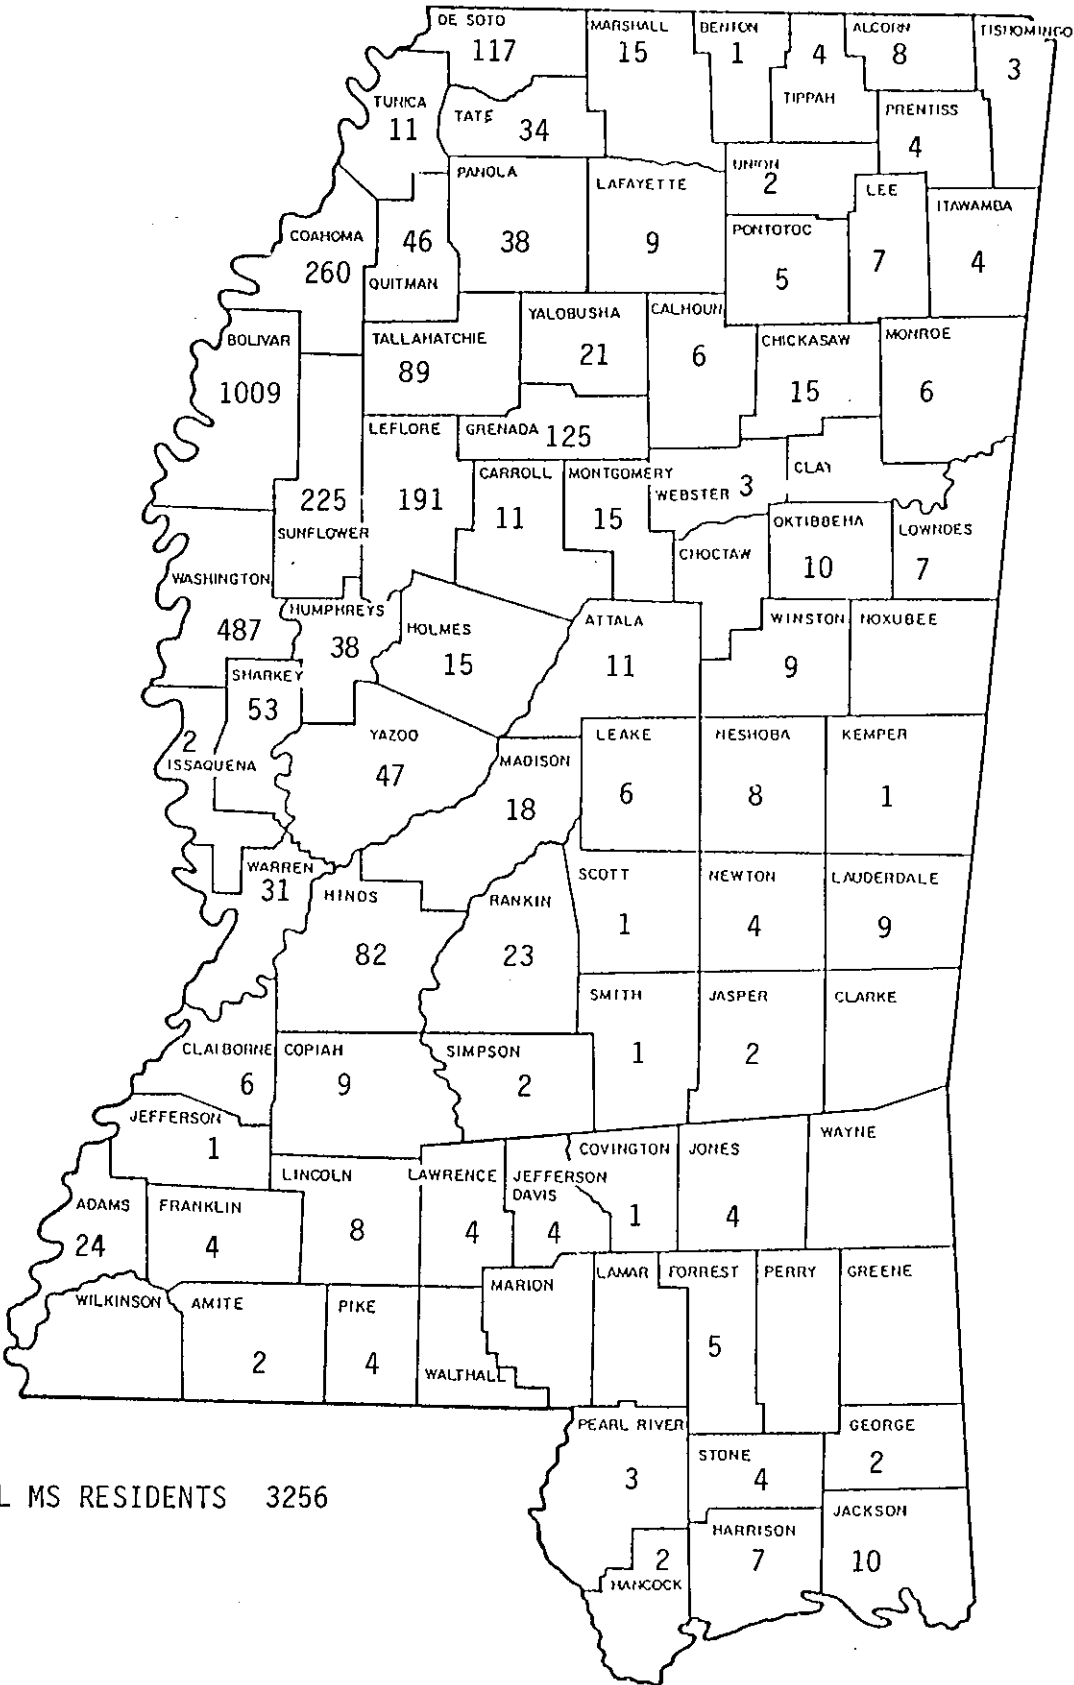 DE SOTO
117
MARSHALL
15
BENTON
1
4
TIPPAH
ALCORN
8
TISHOMINGO
3
TUNICA
11
TATE 34
PRENTISS
4
PANOLA
38
LAFAYETTE
9
UNION
2
LEE
7
ITAWAMBA
4
COAHOMA
260
46
QUITMAN
PONTOTOC
5
BOLIVAR
1009
TALLAHATCHIE
89
YALOBUSHA
21
CALHOUN
6
CHICKASAW
15
MONROE
6
LEFLORE
191
GRENADA 125
225
SUNFLOWER
CARROLL
11
MONTGOMERY
15
WEBSTER 3
CLAY
OKTIBBEHA
10
LOWNDES
7
CHOCTAW
WASHINGTON
487
HUMPHREYS
38
HOLMES
15
ATTALA
11
WINSTON
9
NOXUBEE
SHARKEY
53
2
ISSAQUENA
YAZOO
47
MADISON
18
LEAKE
6
NESHOBA
8
KEMPER
1
WARREN
31
HINDS
82
RANKIN
23
SCOTT
1
NEWTON
4
LAUDERDALE
9
SMITH
1
JASPER
2
CLARKE
CLAIBORNE
6
COPIAH
9
SIMPSON
2
JEFFERSON
1
LINCOLN
8
LAWRENCE
4
JEFFERSON
DAVIS
4
COVINGTON
1
JONES
4
WAYNE
ADAMS
24
FRANKLIN
4
WILKINSON
AMITE
2
PIKE
4
WALTHALL
MARION
LAMAR
FORREST
5
PERRY
GREENE
PEARL RIVER
3
STONE
4
GEORGE
2
L MS RESIDENTS 3256
2
HANCOCK
HARRISON
7
JACKSON
10